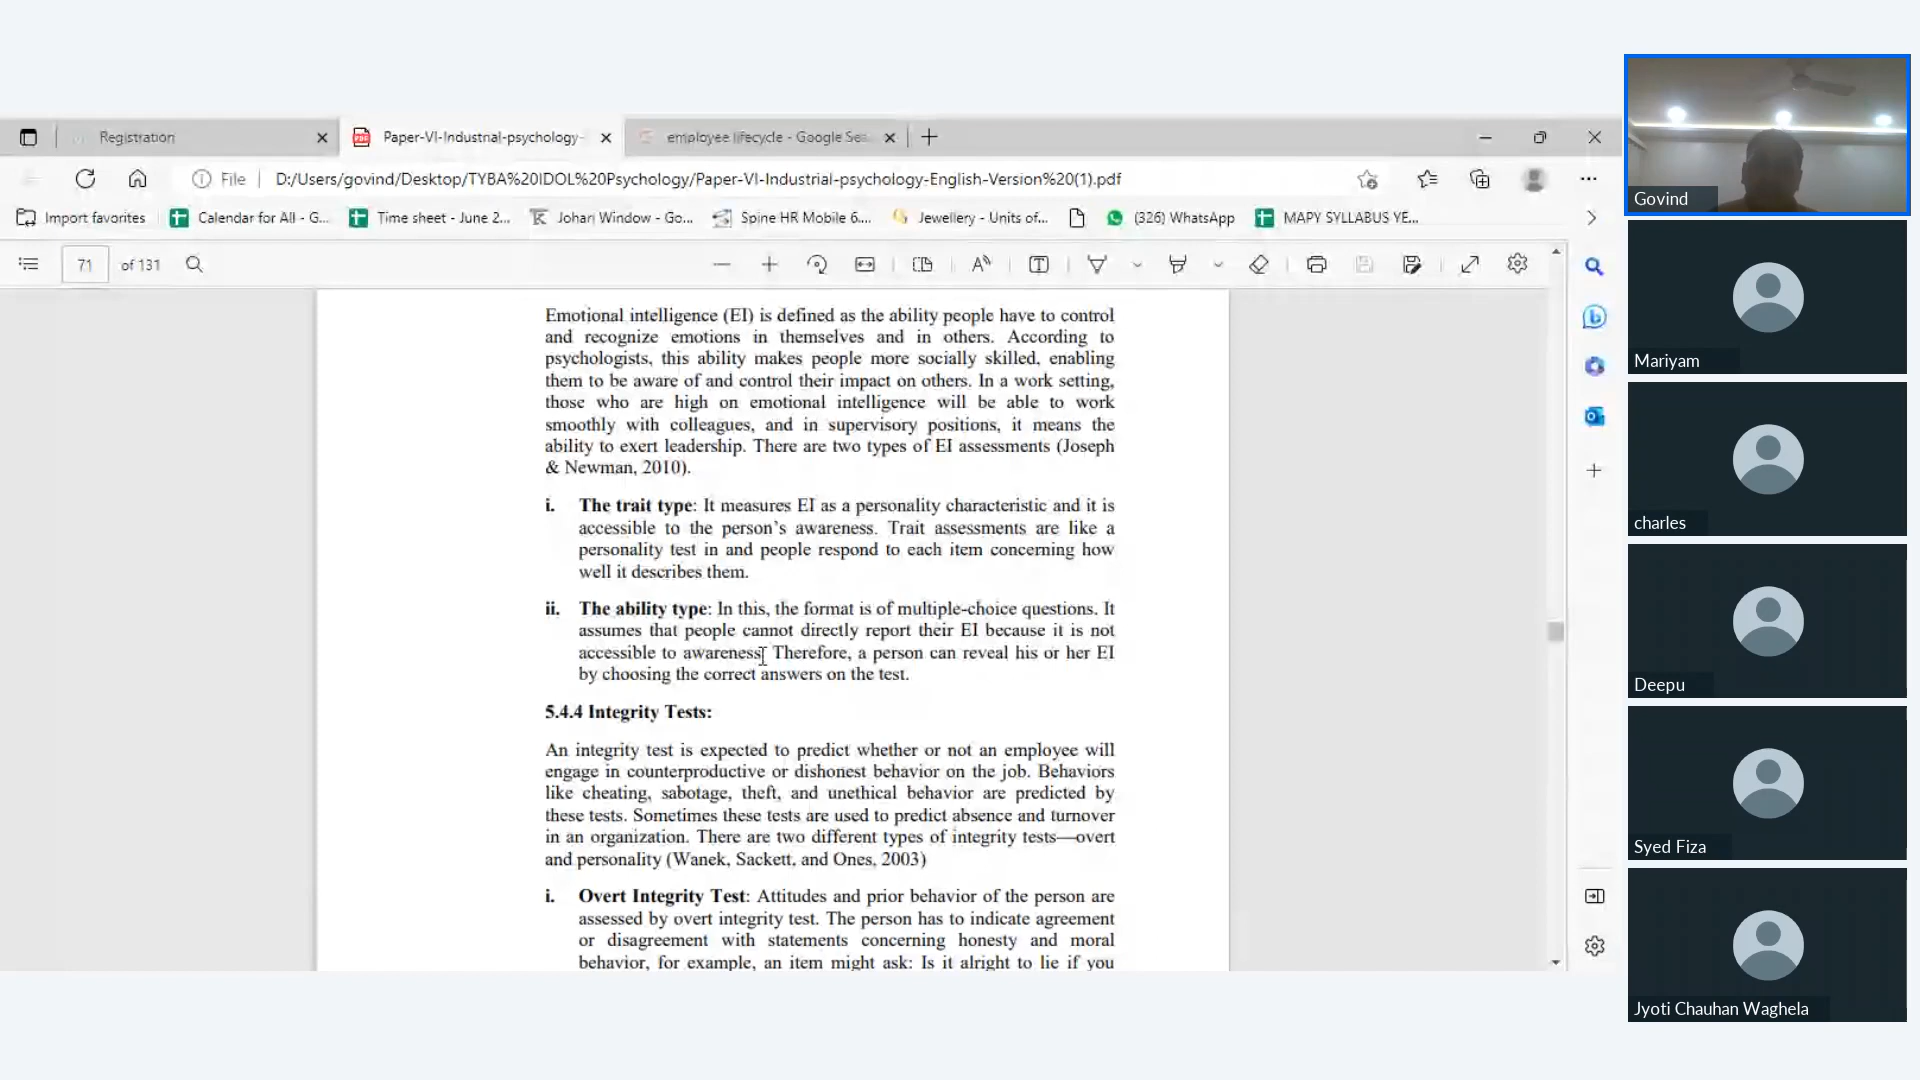 Registration
Paper-VI-Industrial-psychology-
employee lifecycle - Google Sea
File
D:/Users/govind/Desktop/TYBA%20IDOL%20Psychology/Paper-VI-Industrial-psychology-English-Version%20(1).pdf
Import favorites
Calendar for All - G...
Time sheet - June 2...
Johari Window - Go...
Spine HR Mobile 6....
Jewellery - Units of...
(326) WhatsApp
MAPY SYLLABUS YE...
71 of 131
Emotional intelligence (EI) is defined as the ability people have to control
and recognize emotions in themselves and in others. According to
psychologists, this ability makes people more socially skilled, enabling
them to be aware of and control their impact on others. In a work setting,
those who are high on emotional intelligence will be able to work
smoothly with colleagues, and in supervisory positions, it means the
ability to exert leadership. There are two types of EI assessments (Joseph
& Newman, 2010).
i. The trait type: It measures EI as a personality characteristic and it is
accessible to the person's awareness. Trait assessments are like a
personality test in and people respond to each item concerning how
well it describes them.
ii. The ability type: In this, the format is of multiple-choice questions. It
assumes that people cannot directly report their EI because it is not
accessible to awareness. Therefore, a person can reveal his or her EI
by choosing the correct answers on the test.
5.4.4 Integrity Tests:
An integrity test is expected to predict whether or not an employee will
engage in counterproductive or dishonest behavior on the job. Behaviors
like cheating, sabotage, theft, and unethical behavior are predicted by
these tests. Sometimes these tests are used to predict absence and turnover
in an organization. There are two different types of integrity tests—overt
and personality (Wanek, Sackett, and Ones, 2003)
i. Overt Integrity Test: Attitudes and prior behavior of the person are
assessed by overt integrity test. The person has to indicate agreement
or disagreement with statements concerning honesty and moral
behavior, for example, an item might ask: Is it alright to lie if you
Govind
Mariyam
charles
Deepu
Syed Fiza
Jyoti Chauhan Waghela